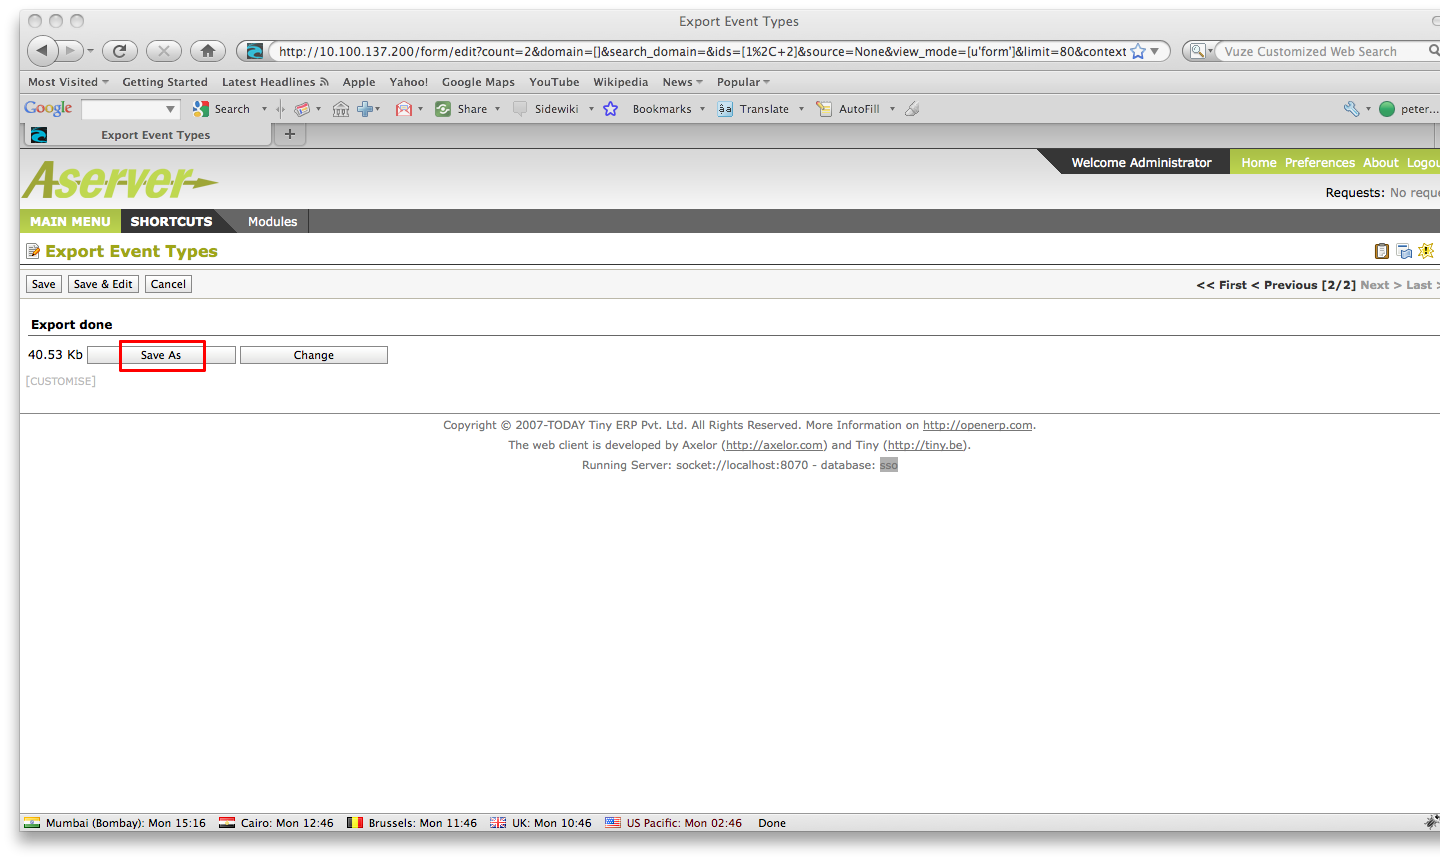 Export Event Types
http://10.100.137.200/form/edit?count=2&domain=[]&search_domain=&ids=[1%2C+2]&source=None&view_mode=[u'form']&limit=80&context
Vuze Customized Web Search
Most Visited Getting Started Latest Headlines Apple Yahoo! Google Maps YouTube Wikipedia News Popular
Google Search Share Sidewiki Bookmarks Translate AutoFill peter...
Export Event Types
Aserver
Welcome Administrator Home Preferences About Logou
Requests: No reque
MAIN MENU SHORTCUTS Modules
Export Event Types
Save Save & Edit Cancel << First < Previous [2/2] Next > Last >
Export done
40.53 Kb Save As Change
[CUSTOMISE]
Copyright © 2007-TODAY Tiny ERP Pvt. Ltd. All Rights Reserved. More Information on http://openerp.com.
The web client is developed by Axelor (http://axelor.com) and Tiny (http://tiny.be).
Running Server: socket://localhost:8070 - database: sso
Mumbai (Bombay): Mon 15:16 Cairo: Mon 12:46 Brussels: Mon 11:46 UK: Mon 10:46 US Pacific: Mon 02:46 Done